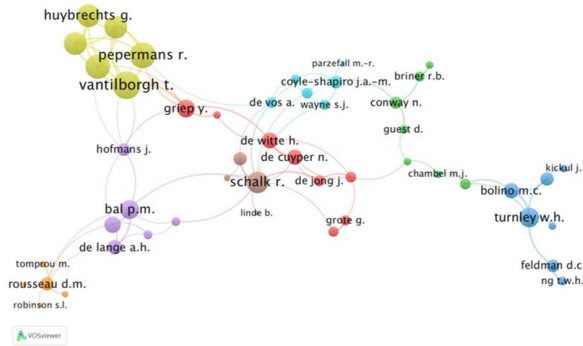 huybrechts g.
pepermans r.
vantilborgh t.
parzefall m.-r.
coyle-shapiro j.a.-m.
briner r.b.
de vos a.
wayne s.j.
conway n.
griep y.
guest d.
hofmans j.
de witte h.
de cuyper n.
chambel m.j.
kickul j.
schalk r.
de jong j.
bolino m.c.
bal p.m.
linde b.
grote g.
turnley w.h.
de lange a.h.
tomprou m.
feldman d.c
rousseau d.m.
ng t.w.h.
robinson s.l.
VOSviewer